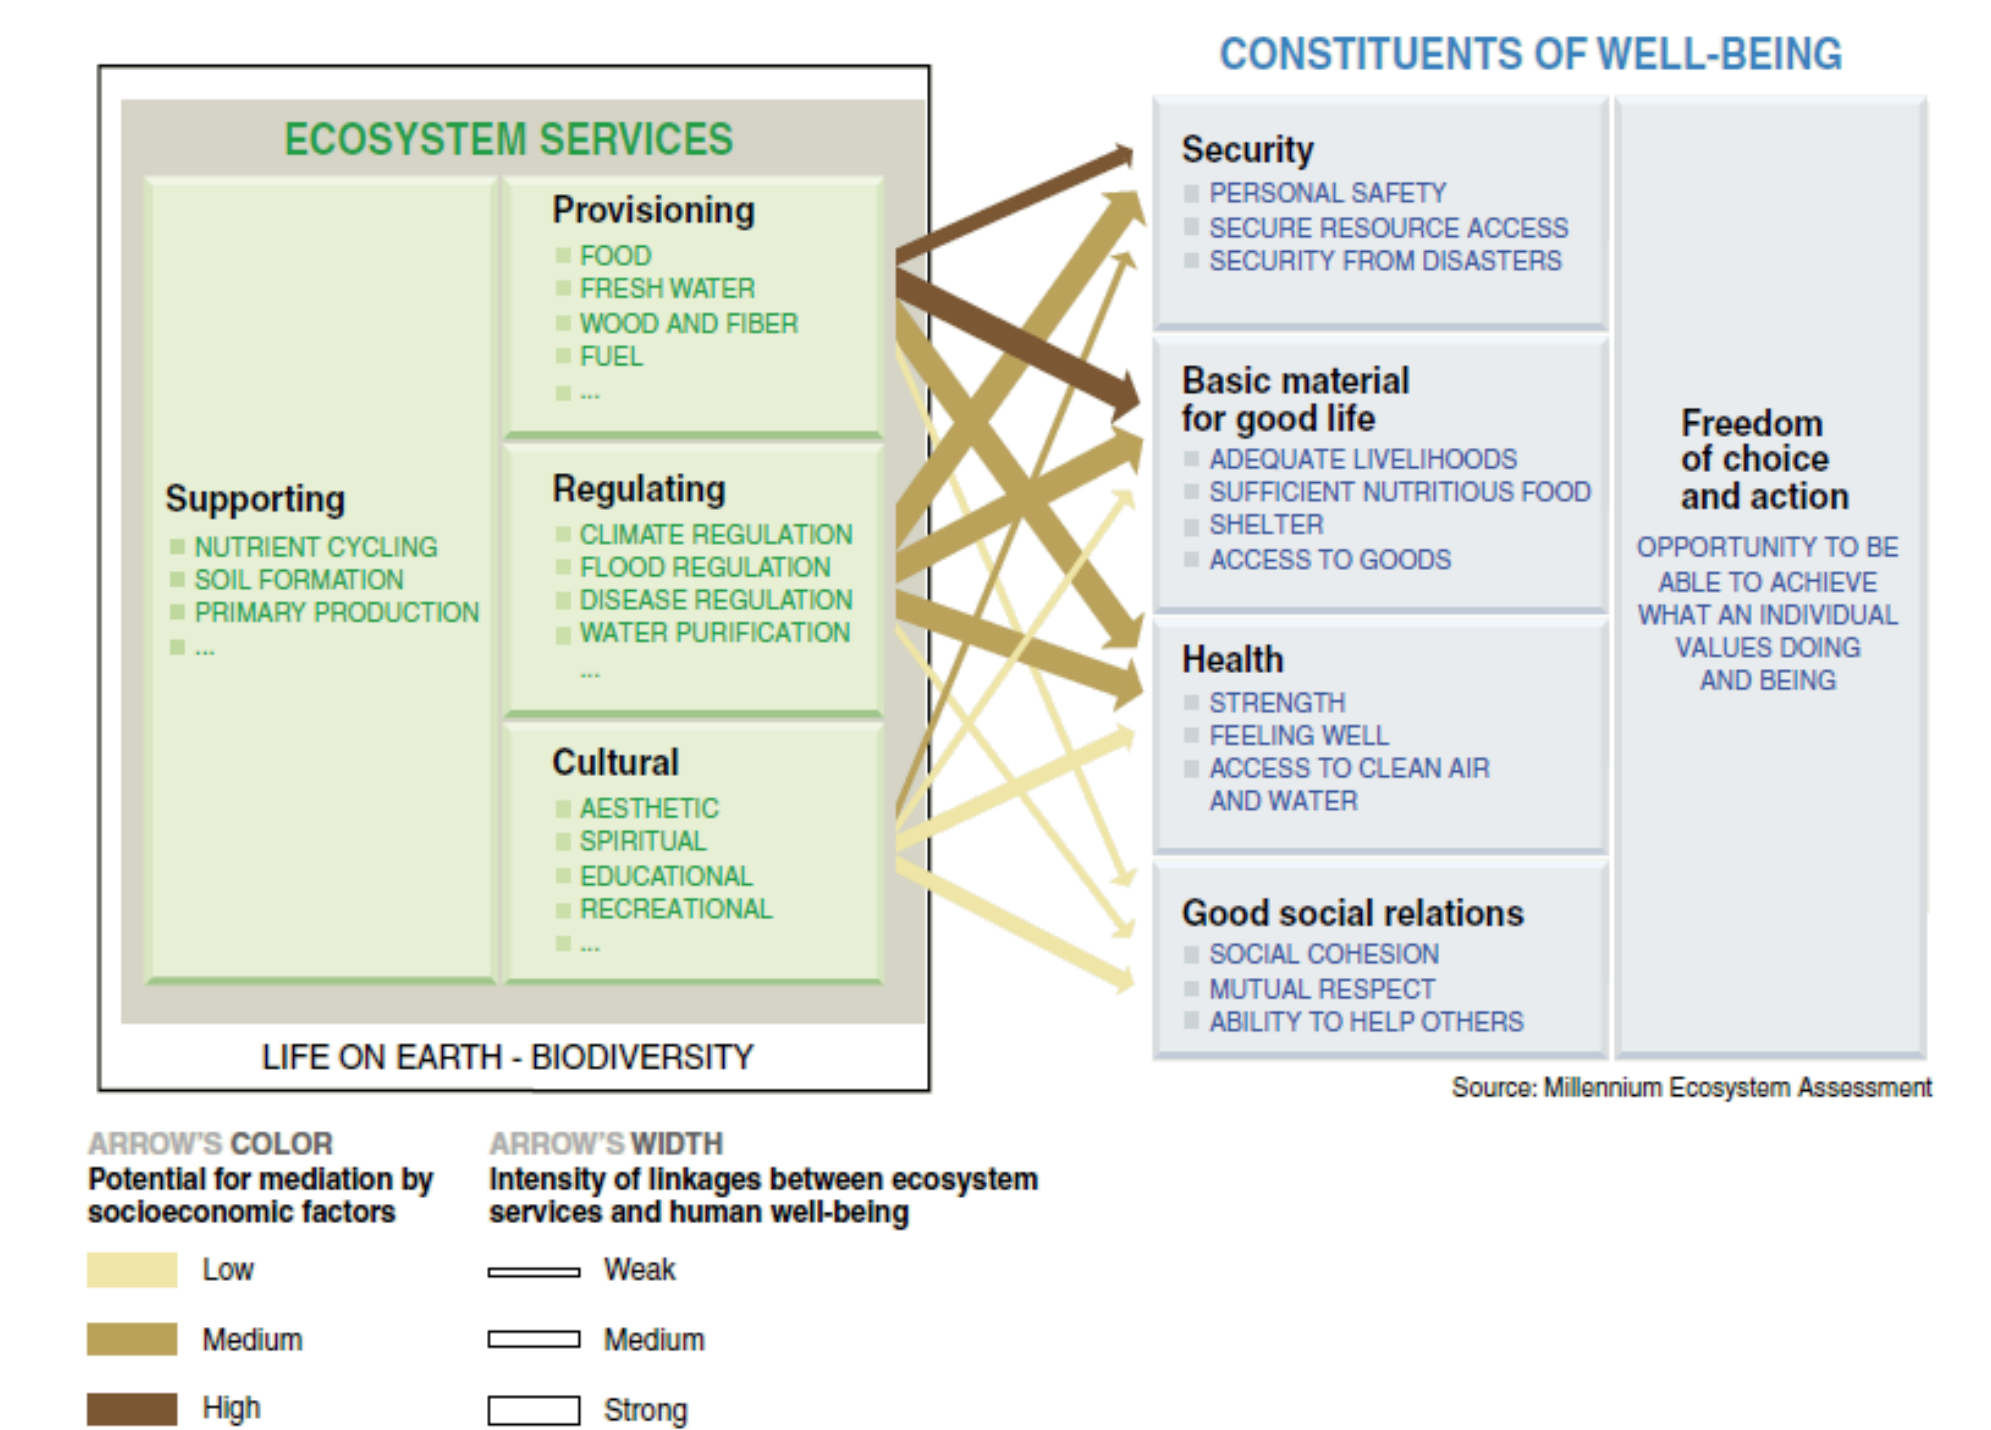 CONSTITUENTS OF WELL-BEING
ECOSYSTEM SERVICES
Supporting
NUTRIENT CYCLING
SOIL FORMATION
PRIMARY PRODUCTION
...
Provisioning
FOOD
FRESH WATER
WOOD AND FIBER
FUEL
...
Regulating
CLIMATE REGULATION
FLOOD REGULATION
DISEASE REGULATION
WATER PURIFICATION
...
Cultural
AESTHETIC
SPIRITUAL
EDUCATIONAL
RECREATIONAL
...
LIFE ON EARTH - BIODIVERSITY
Security
PERSONAL SAFETY
SECURE RESOURCE ACCESS
SECURITY FROM DISASTERS
Basic material
for good life
ADEQUATE LIVELIHOODS
SUFFICIENT NUTRITIOUS FOOD
SHELTER
ACCESS TO GOODS
Health
STRENGTH
FEELING WELL
ACCESS TO CLEAN AIR
AND WATER
Good social relations
SOCIAL COHESION
MUTUAL RESPECT
ABILITY TO HELP OTHERS
Freedom
of choice
and action
OPPORTUNITY TO BE
ABLE TO ACHIEVE
WHAT AN INDIVIDUAL
VALUES DOING
AND BEING
Source: Millennium Ecosystem Assessment
ARROW'S COLOR
Potential for mediation by
socioeconomic factors
Low
Medium
High
ARROW'S WIDTH
Intensity of linkages between ecosystem
services and human well-being
Weak
Medium
Strong